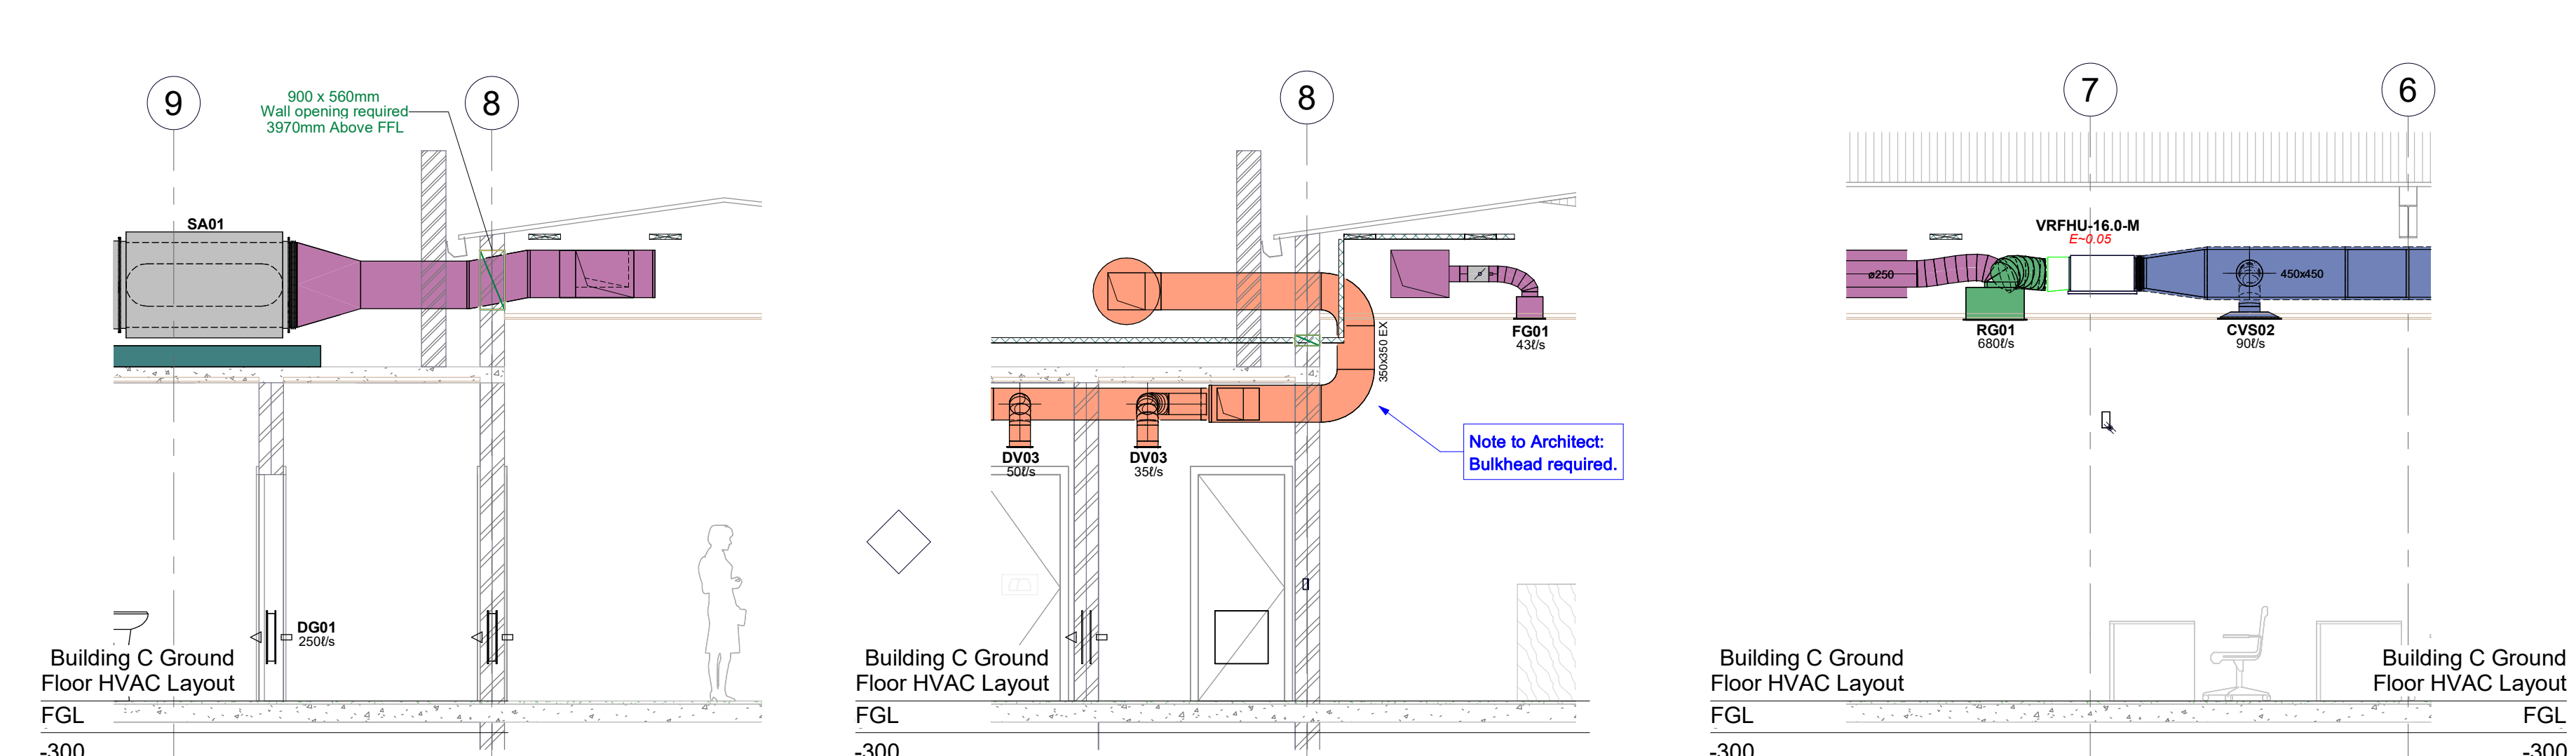 9
900 x 560mm
Wall opening required
3970mm Above FFL
8
SA01
DG01
250ℓ/s
Building C Ground
Floor HVAC Layout
FGL
-300
8
350x350 EX
FG01
43ℓ/s
Note to Architect:
Bulkhead required.
DV03
50ℓ/s
DV03
35ℓ/s
Building C Ground
Floor HVAC Layout
FGL
-300
7
6
VRFHU-16.0-M
E~0.05
ø250
450x450
RG01
680ℓ/s
CVS02
90ℓ/s
Building C Ground
Floor HVAC Layout
FGL
-300
Building C Ground
Floor HVAC Layout
FGL
-300